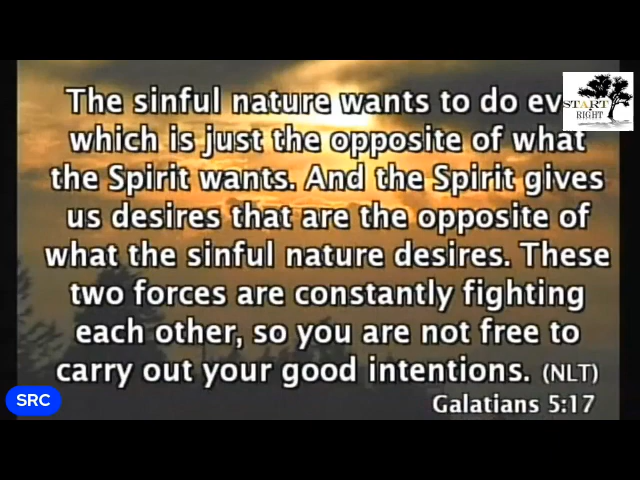 The sinful nature wants to do ev
which is just the opposite of what
the Spirit wants. And the Spirit gives
us desires that are the opposite of
what the sinful nature desires. These
two forces are constantly fighting
each other, so you are not free to
carry out your good intentions. (NLT)
Galatians 5:17
START
RIGHT
SRC